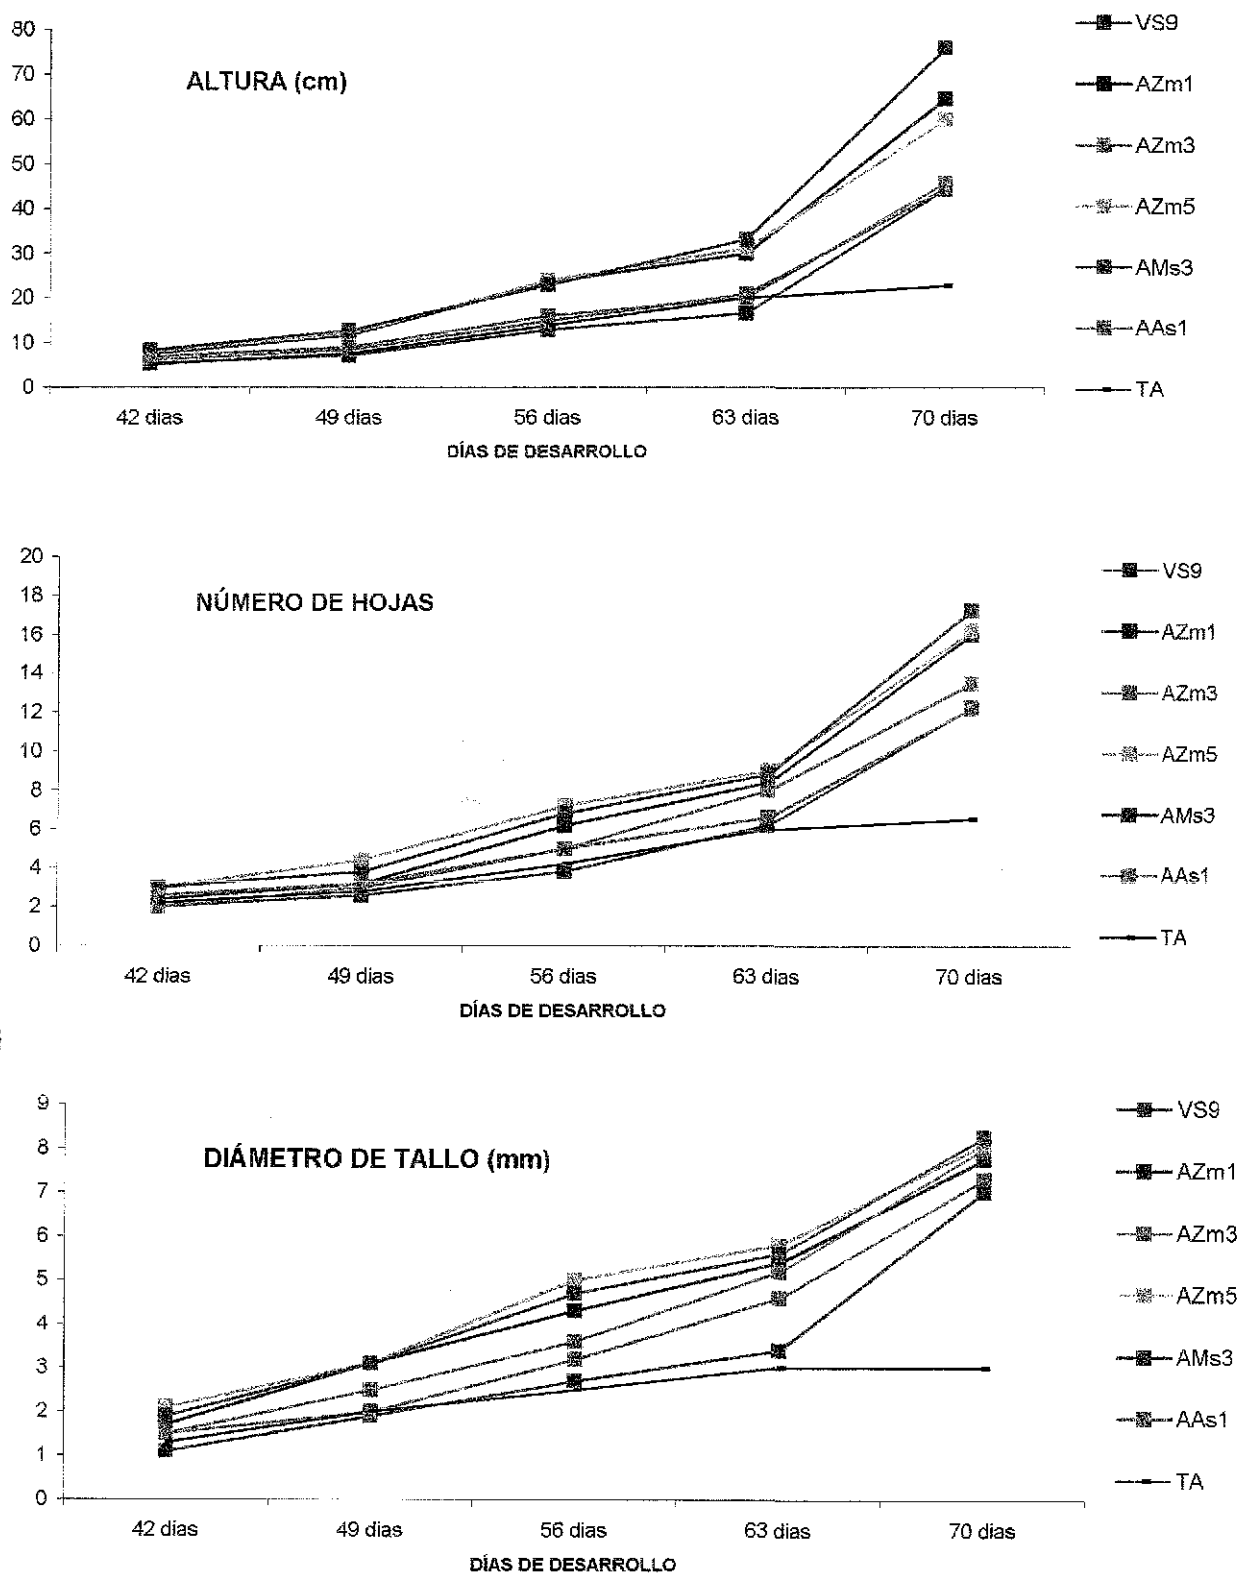 80
70
60
50
40
30
20
10
0
ALTURA (cm)
42 dias 49 dias 56 dias 63 dias 70 dias
DÍAS DE DESARROLLO
VS9
AZm1
AZm3
AZm5
AMs3
AAs1
TA
20
18
16
14
12
10
8
6
4
2
0
NÚMERO DE HOJAS
42 dias 49 dias 56 dias 63 dias 70 dias
DÍAS DE DESARROLLO
VS9
AZm1
AZm3
AZm5
AMs3
AAs1
TA
9
8
7
6
5
4
3
2
1
0
DIÁMETRO DE TALLO (mm)
42 dias 49 dias 56 dias 63 dias 70 dias
DÍAS DE DESARROLLO
VS9
AZm1
AZm3
AZm5
AMs3
AAs1
TA